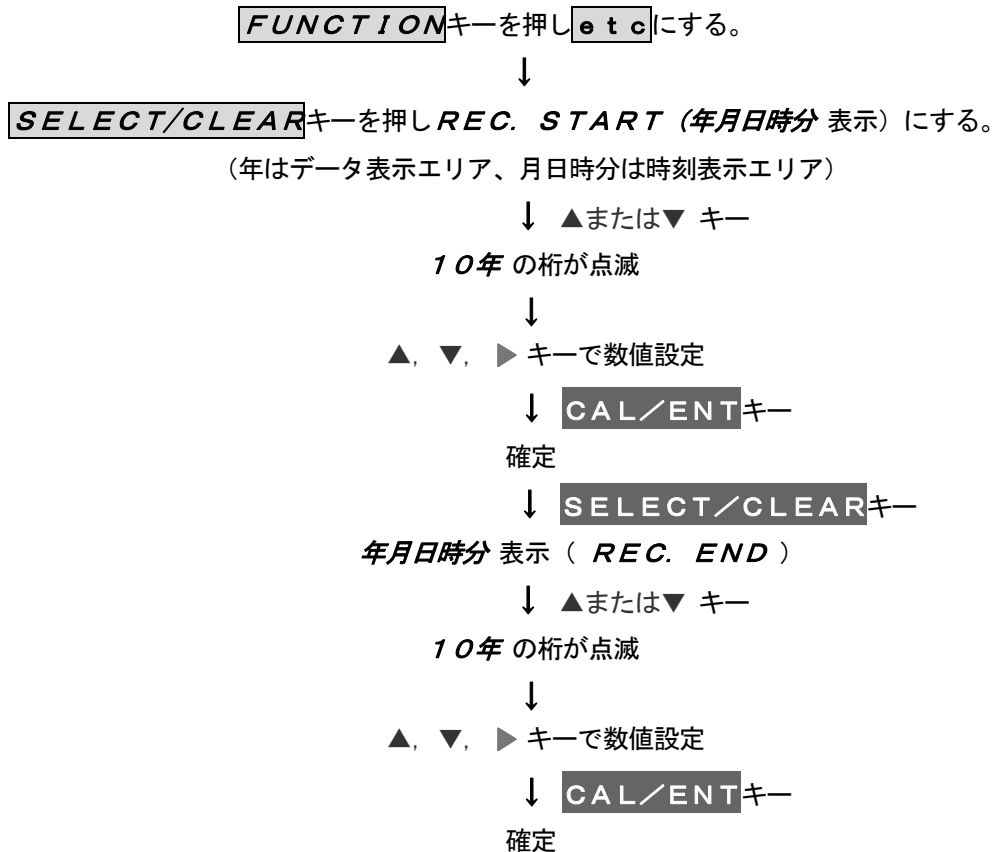 ＦＵＮＣＴＩＯＮキーを押しｅｔｃにする。
↓
ＳＥＬＥＣＴ/ＣＬＥＡＲキーを押しＲＥＣ．ＳＴＡＲＴ（年月日時分 表示）にする。
（年はデータ表示エリア、月日時分は時刻表示エリア）
↓ ▲または▼ キー
１０年 の桁が点滅
↓
▲, ▼, ▶ キーで数値設定
↓ ＣＡＬ／ＥＮＴキー
確定
↓ ＳＥＬＥＣＴ／ＣＬＥＡＲキー
年月日時分 表示（ ＲＥＣ．ＥＮＤ ）
↓ ▲または▼ キー
１０年 の桁が点滅
↓
▲, ▼, ▶ キーで数値設定
↓ ＣＡＬ／ＥＮＴキー
確定